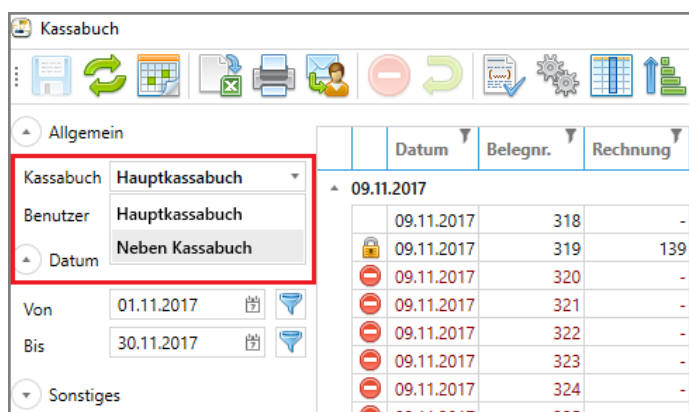 Kassabuch
Allgemein
Kassabuch Hauptkassabuch
Benutzer Hauptkassabuch
Neben Kassabuch
Datum
Von 01.11.2017
Bis 30.11.2017
Sonstiges
Datum Belegnr. Rechnung
09.11.2017
09.11.2017 318 -
09.11.2017 319 139
09.11.2017 320 -
09.11.2017 321 -
09.11.2017 322 -
09.11.2017 323 -
09.11.2017 324 -